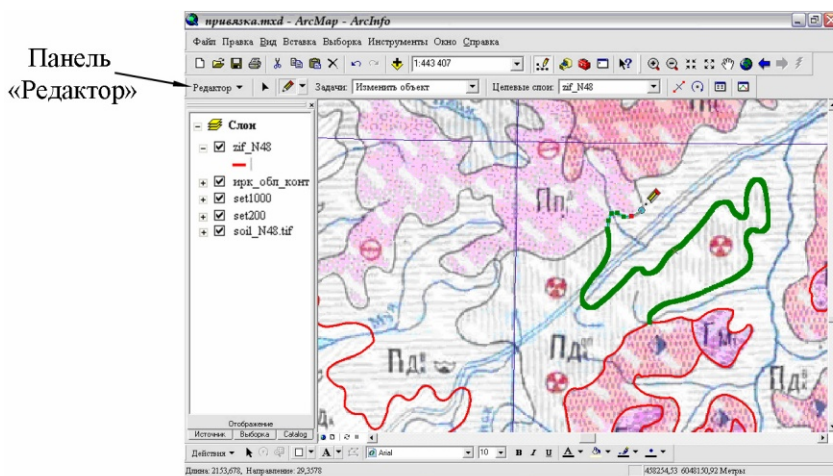 Панель
«Редактор»
привязка.mxd - ArcMap - ArcInfo
Файл Правка Вид Вставка Выборка Инструменты Окно Справка
1:443 407
Редактор Задачи: Изменить объект Целевые слои: zif_N48
Слои
zif_N48
ирк_обл_конт
set1000
set200
soil_N48.tif
Отображение
Источник Выборка Catalog
Действия A Arial 10 B I U A
Длина: 2153,678, Направление: 29,3578 458254,53 6048150,92 Метры